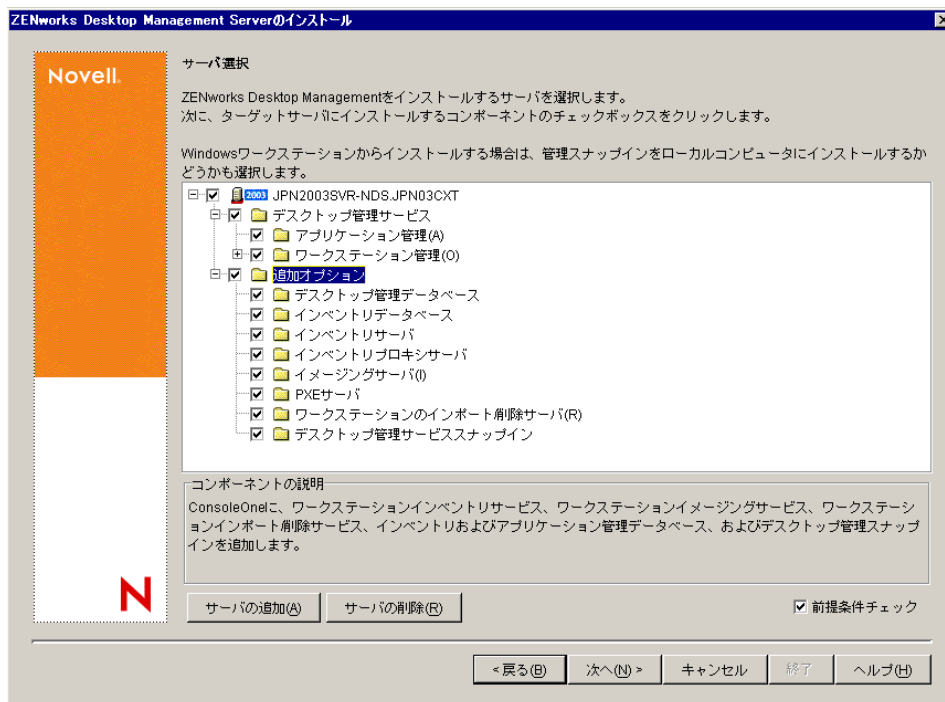 ZENworks Desktop Management Serverのインストール
Novell.
サーバ選択
ZENworks Desktop Managementをインストールするサーバを選択します。
次に、ターゲットサーバにインストールするコンポーネントのチェックボックスをクリックします。
Windowsワークステーションからインストールする場合は、管理スナップインをローカルコンピュータにインストールするか
どうかも選択します。
2003 JPN2003SVR-NDS.JPN03CXT
デスクトップ管理サービス
アプリケーション管理(A)
ワークステーション管理(O)
追加オプション
デスクトップ管理データベース
インベントリデータベース
インベントリサーバ
インベントリプロキシサーバ
イメージングサーバ(I)
PXEサーバ
ワークステーションのインポート/削除サーバ(R)
デスクトップ管理サービススナップイン
コンポーネントの説明
ConsoleOneに、ワークステーションインベントリサービス、ワークステーションイメージングサービス、ワークステーシ
ョンインポート/削除サービス、インベントリおよびアプリケーション管理データベース、およびデスクトップ管理スナップ
インを追加します。
N
サーバの追加(A) サーバの削除(R) 前提条件チェック
<戻る(B) 次へ(N) > キャンセル 終了 ヘルプ(H)